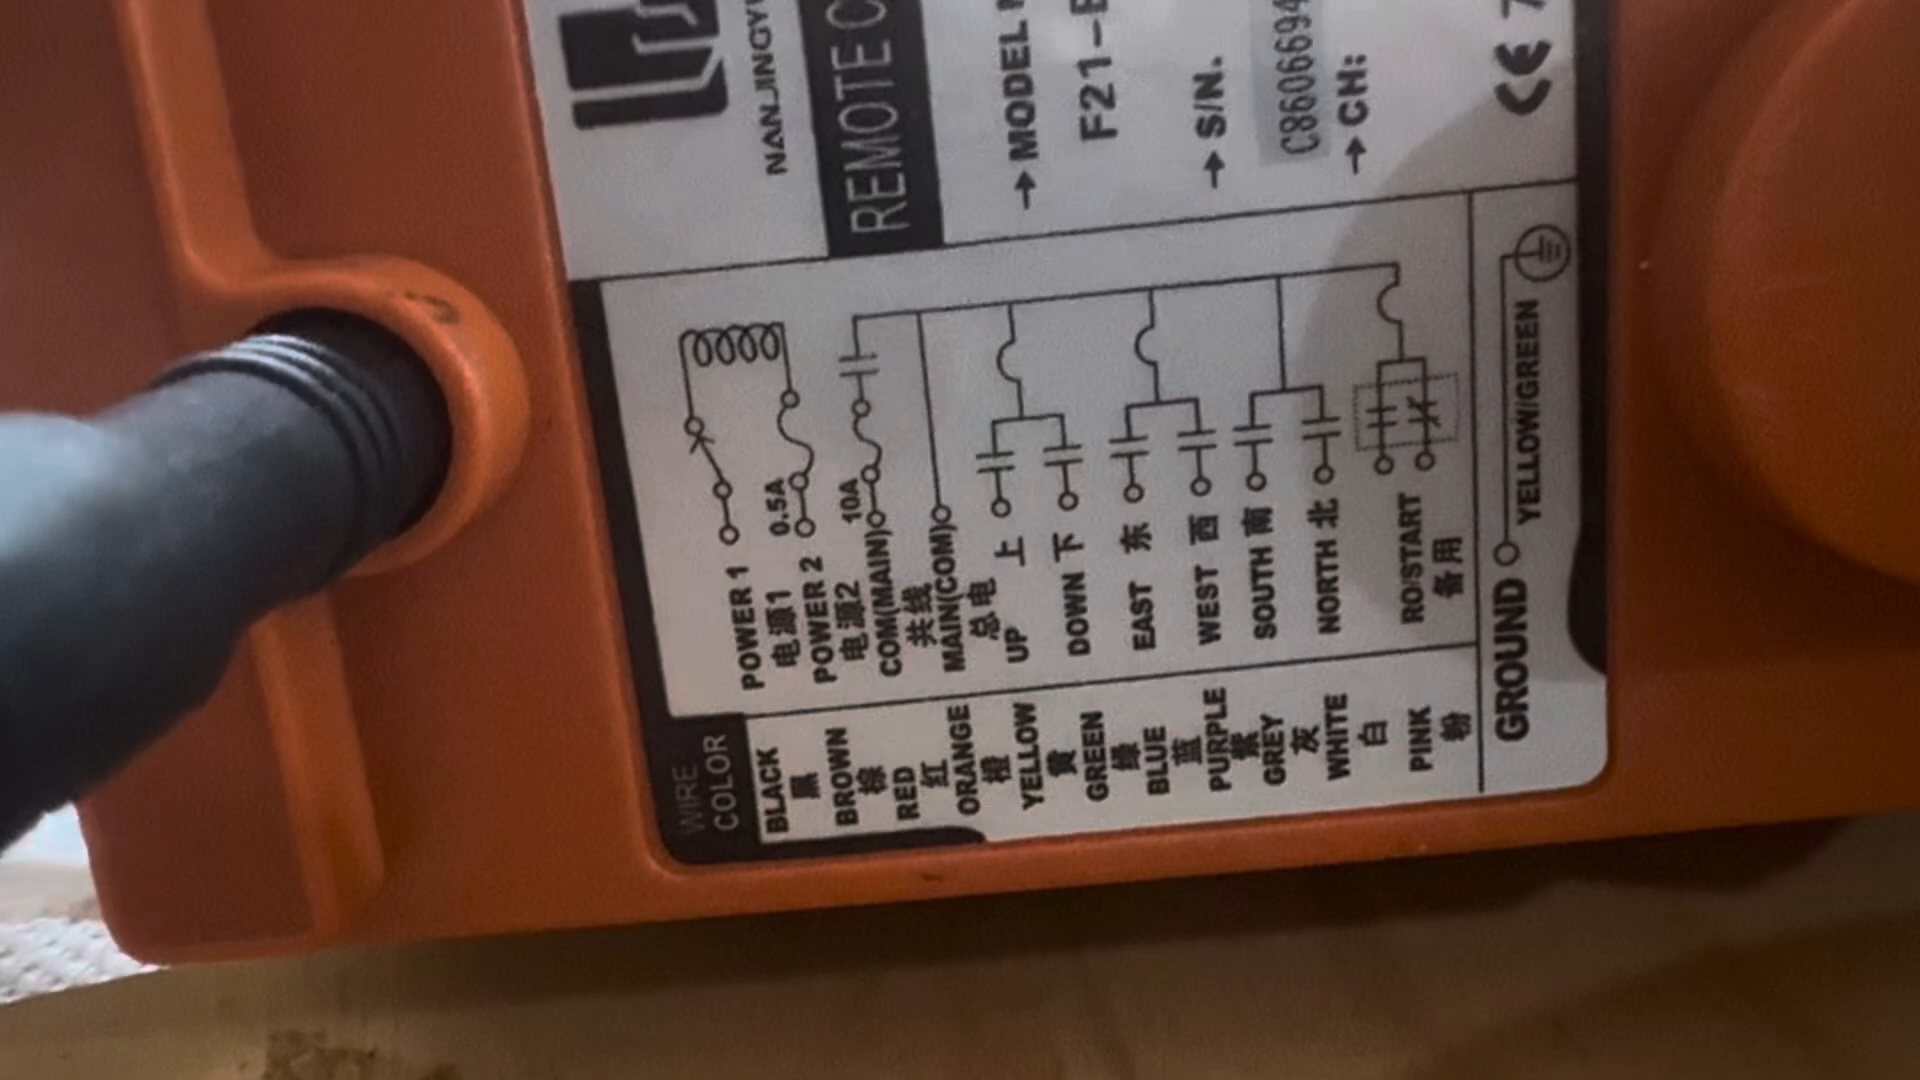 NANJINGYU
REMOTE C
→ MODEL
F21-E
→ S/N.
C8606694
→ CH:
CE
WIRE
COLOR
BLACK POWER 1
黑 电源1
0.5A
BROWN POWER 2
棕 电源2
10A
RED COM(MAIN)
红 共线
ORANGE MAIN(COM)
橙 总电
YELLOW UP 上
黄
GREEN DOWN 下
绿
BLUE EAST 东
蓝
PURPLE WEST 西
紫
GREY SOUTH 南
灰
WHITE NORTH 北
白
PINK RO/START
粉 备用
GROUND YELLOW/GREEN